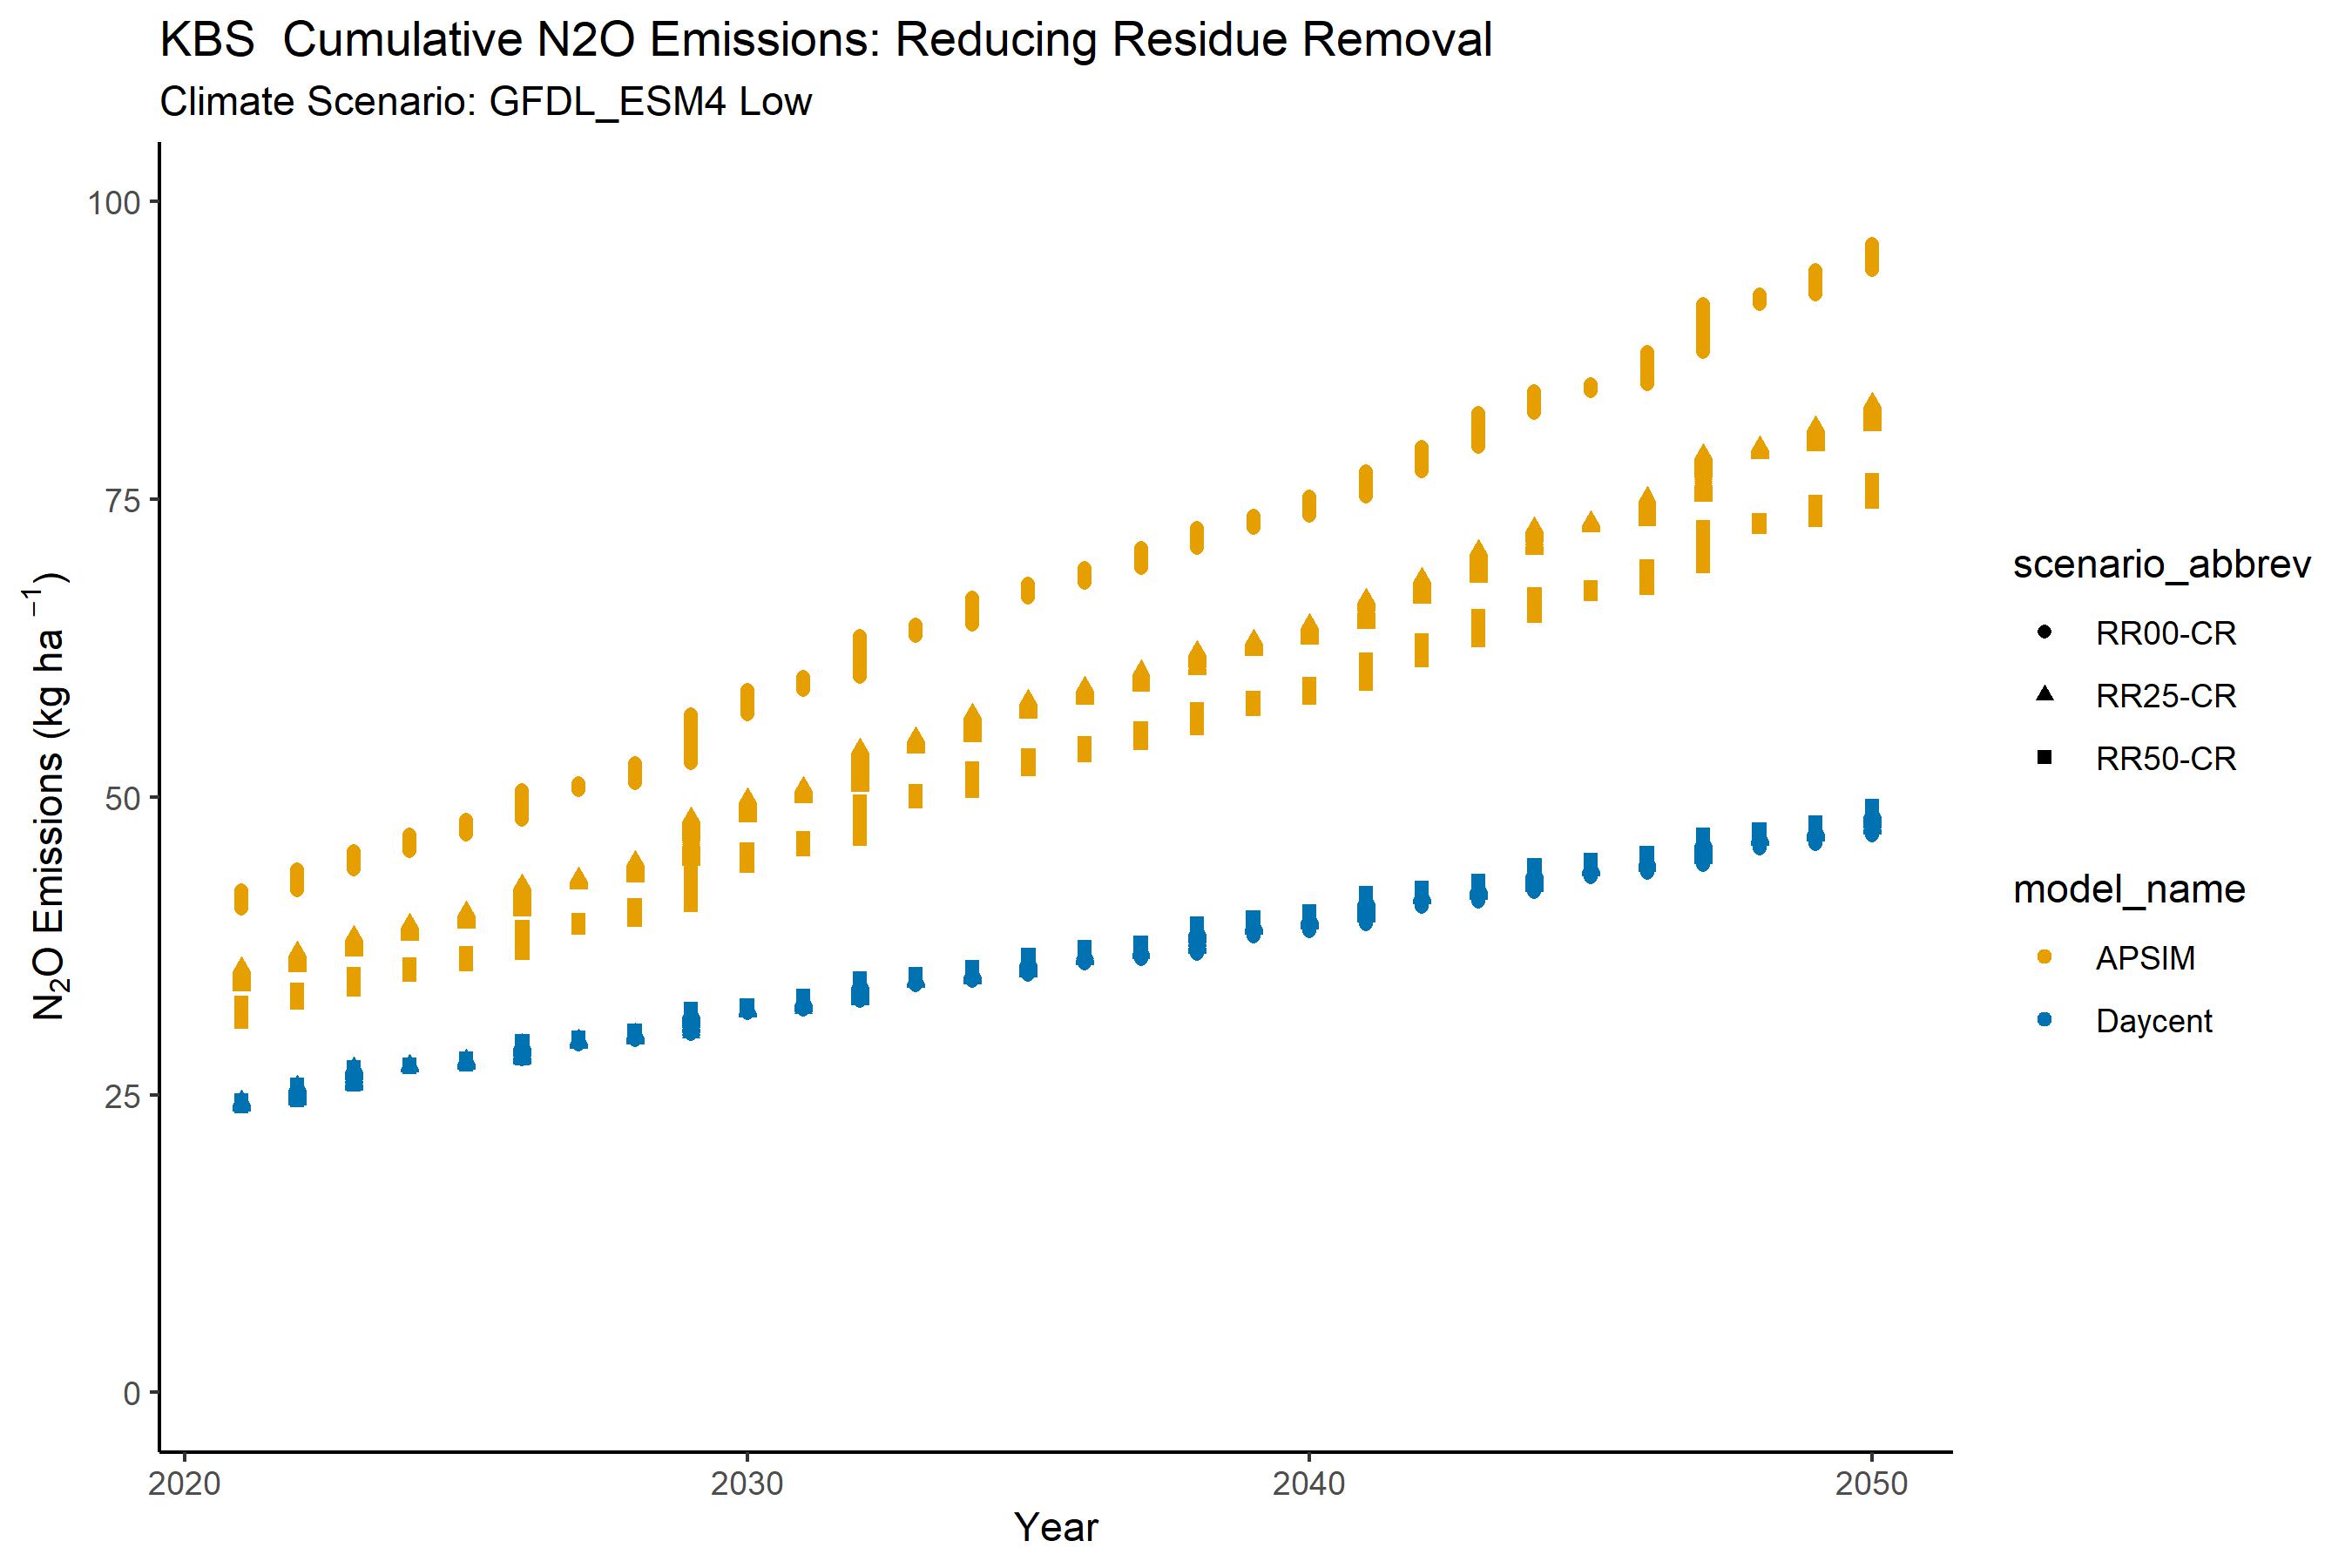 KBS  Cumulative N2O Emissions: Reducing Residue Removal
Climate Scenario: GFDL_ESM4 Low
N₂O Emissions (kg ha ⁻¹)
100
75
50
25
0
2020 2030 2040 2050
Year
scenario_abbrev
RR00-CR
RR25-CR
RR50-CR
model_name
APSIM
Daycent